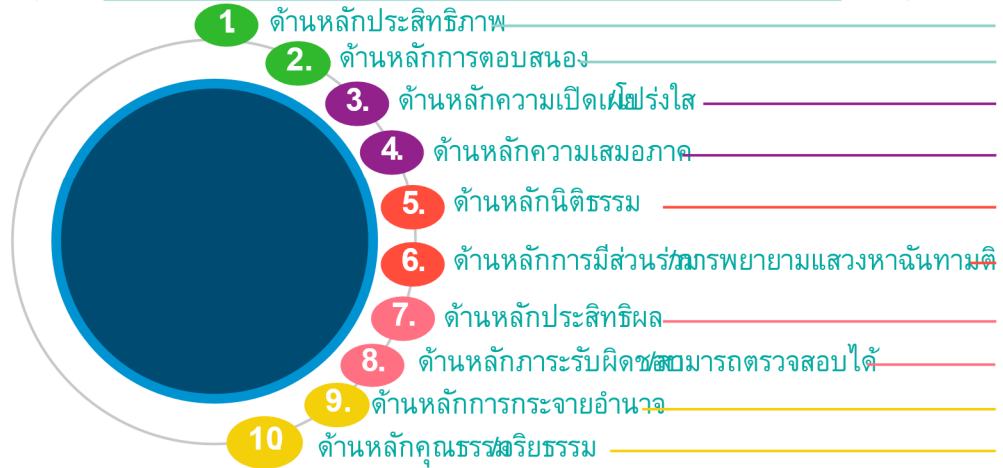 1. ด้านหลักประสิทธิภาพ
2. ด้านหลักการตอบสนอง
3. ด้านหลักความเปิดเผย/โปร่งใส
4. ด้านหลักความเสมอภาค
5. ด้านหลักนิติธรรม
6. ด้านหลักการมีส่วนร่วม/การพยายามแสวงหาฉันทามติ
7. ด้านหลักประสิทธิผล
8. ด้านหลักภาระรับผิดชอบ/สามารถตรวจสอบได้
9. ด้านหลักการกระจายอำนาจ
10 ด้านหลักคุณธรรม/จริยธรรม